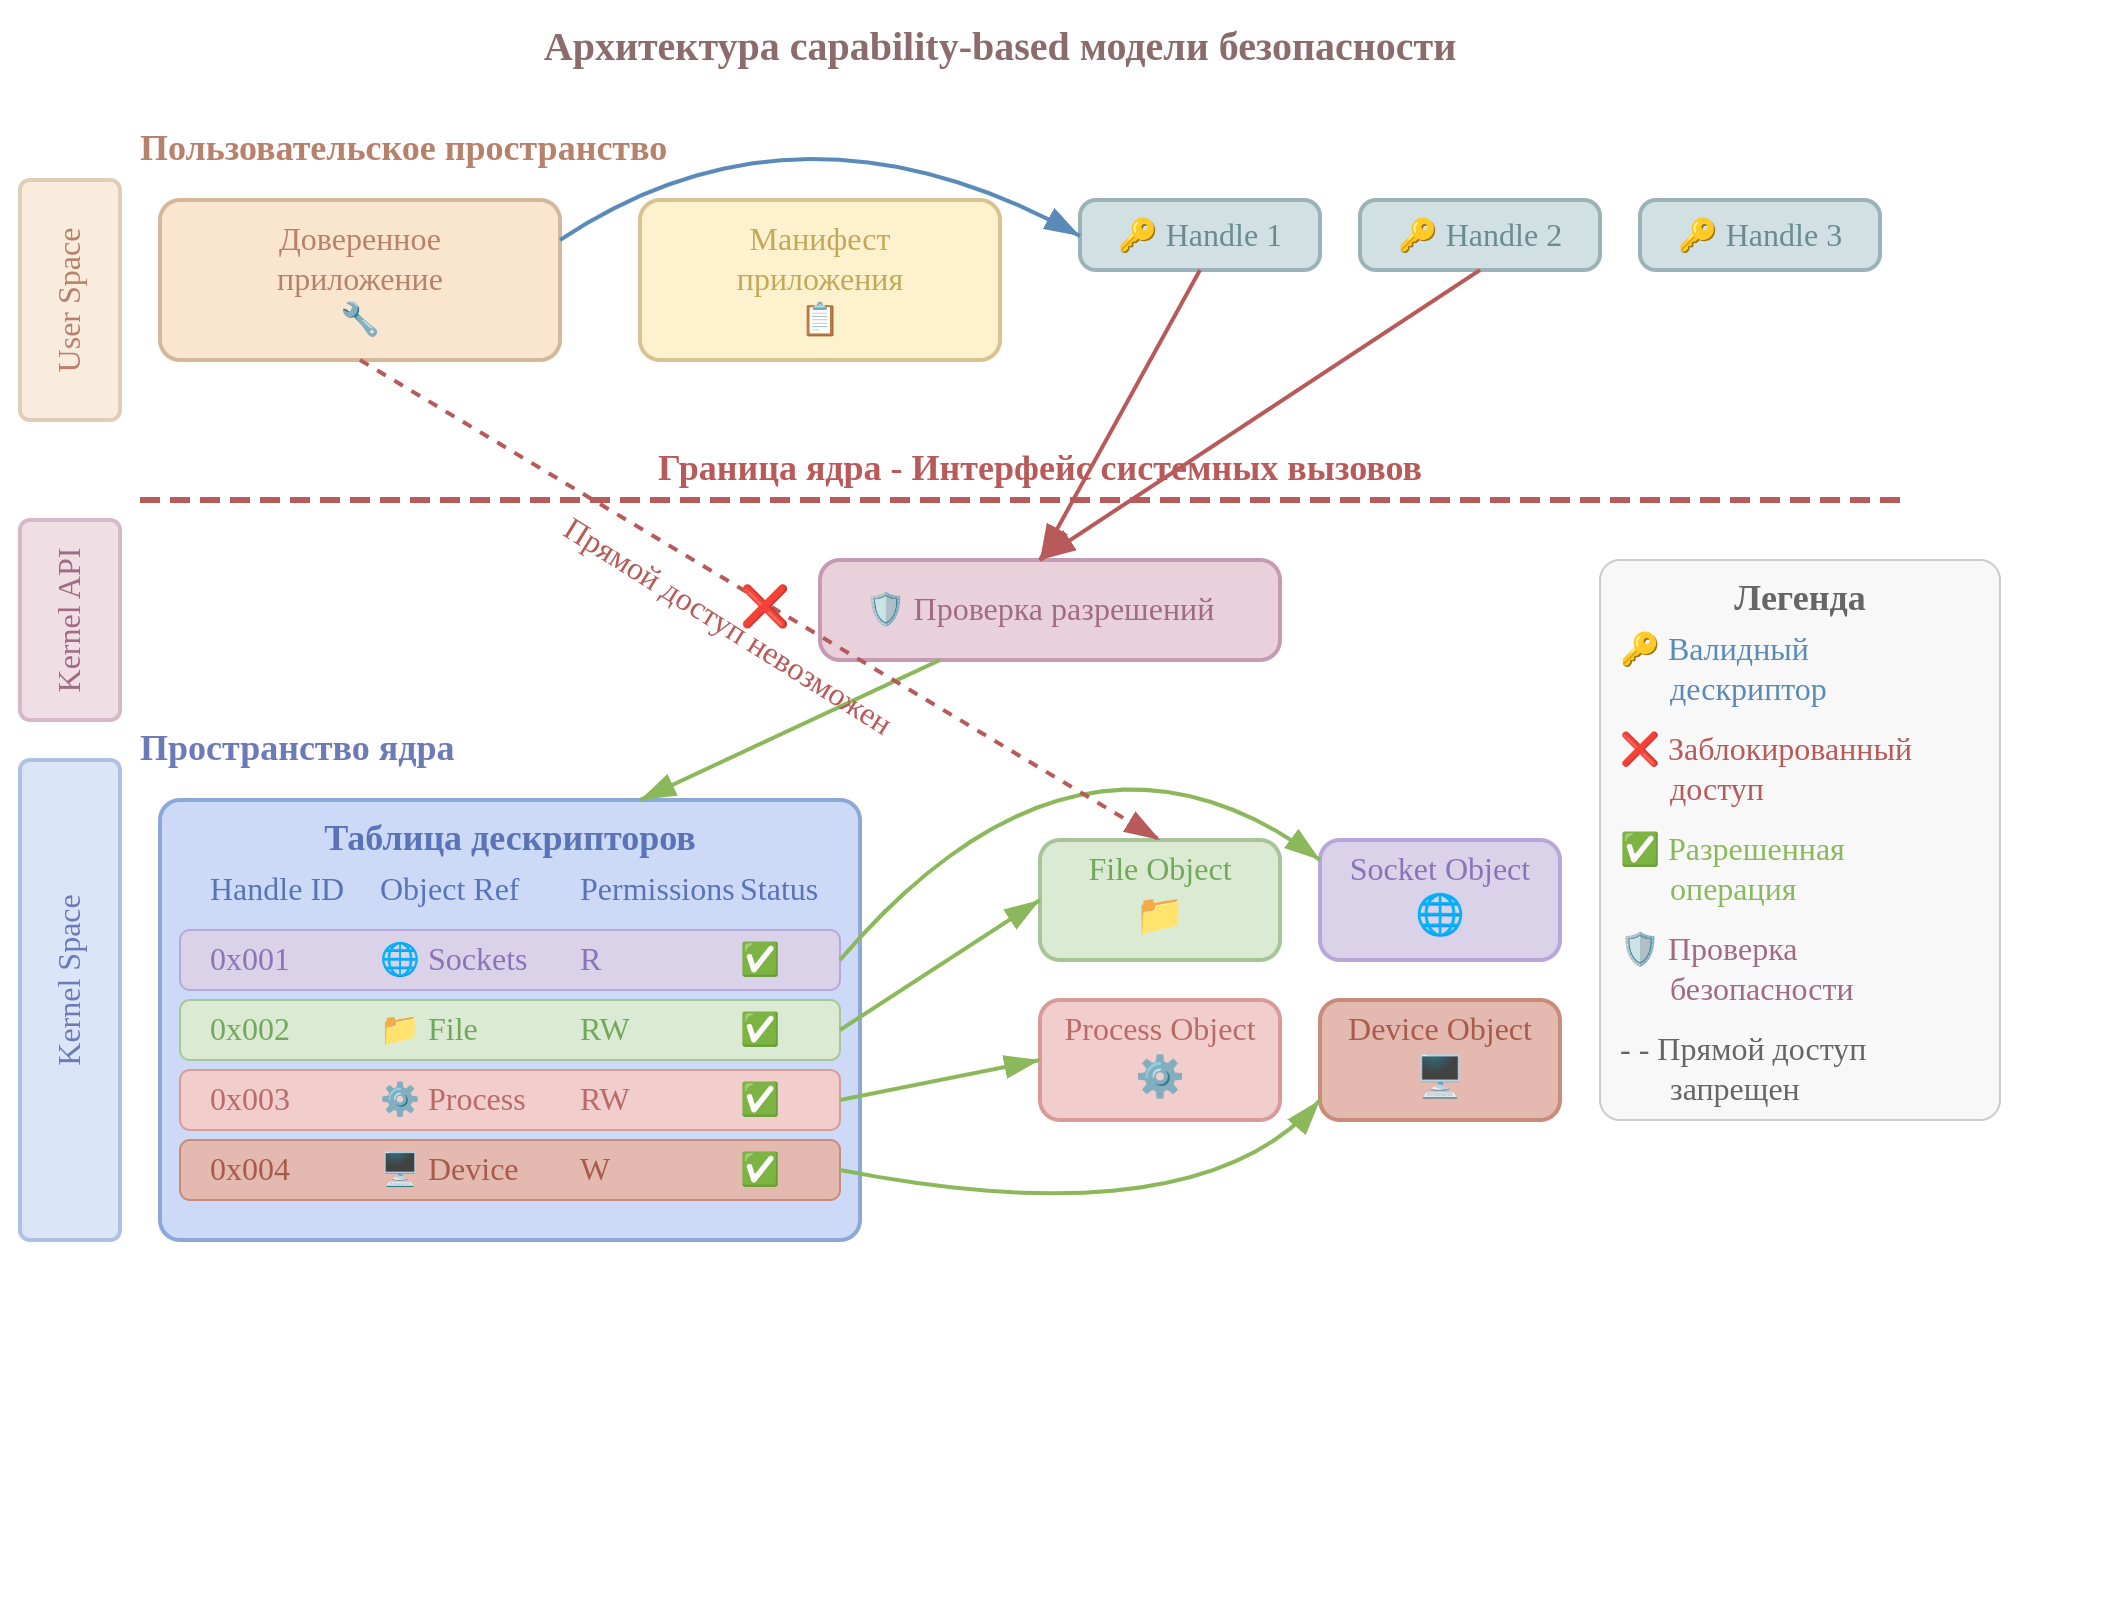 Архитектура capability-based модели безопасности
Пользовательское пространство
User Space
Доверенное
приложение
Манифест
приложения
Handle 1
Handle 2
Handle 3
Граница ядра - Интерфейс системных вызовов
Kernel API
Прямой доступ невозможен
Проверка разрешений
Пространство ядра
Kernel Space
Таблица дескрипторов
Handle ID Object Ref Permissions Status
0x001 Sockets R
0x002 File RW
0x003 Process RW
0x004 Device W
File Object
Socket Object
Process Object
Device Object
Легенда
Валидный
дескриптор
Заблокированный
доступ
Разрешенная
операция
Проверка
безопасности
- - Прямой доступ
запрещен